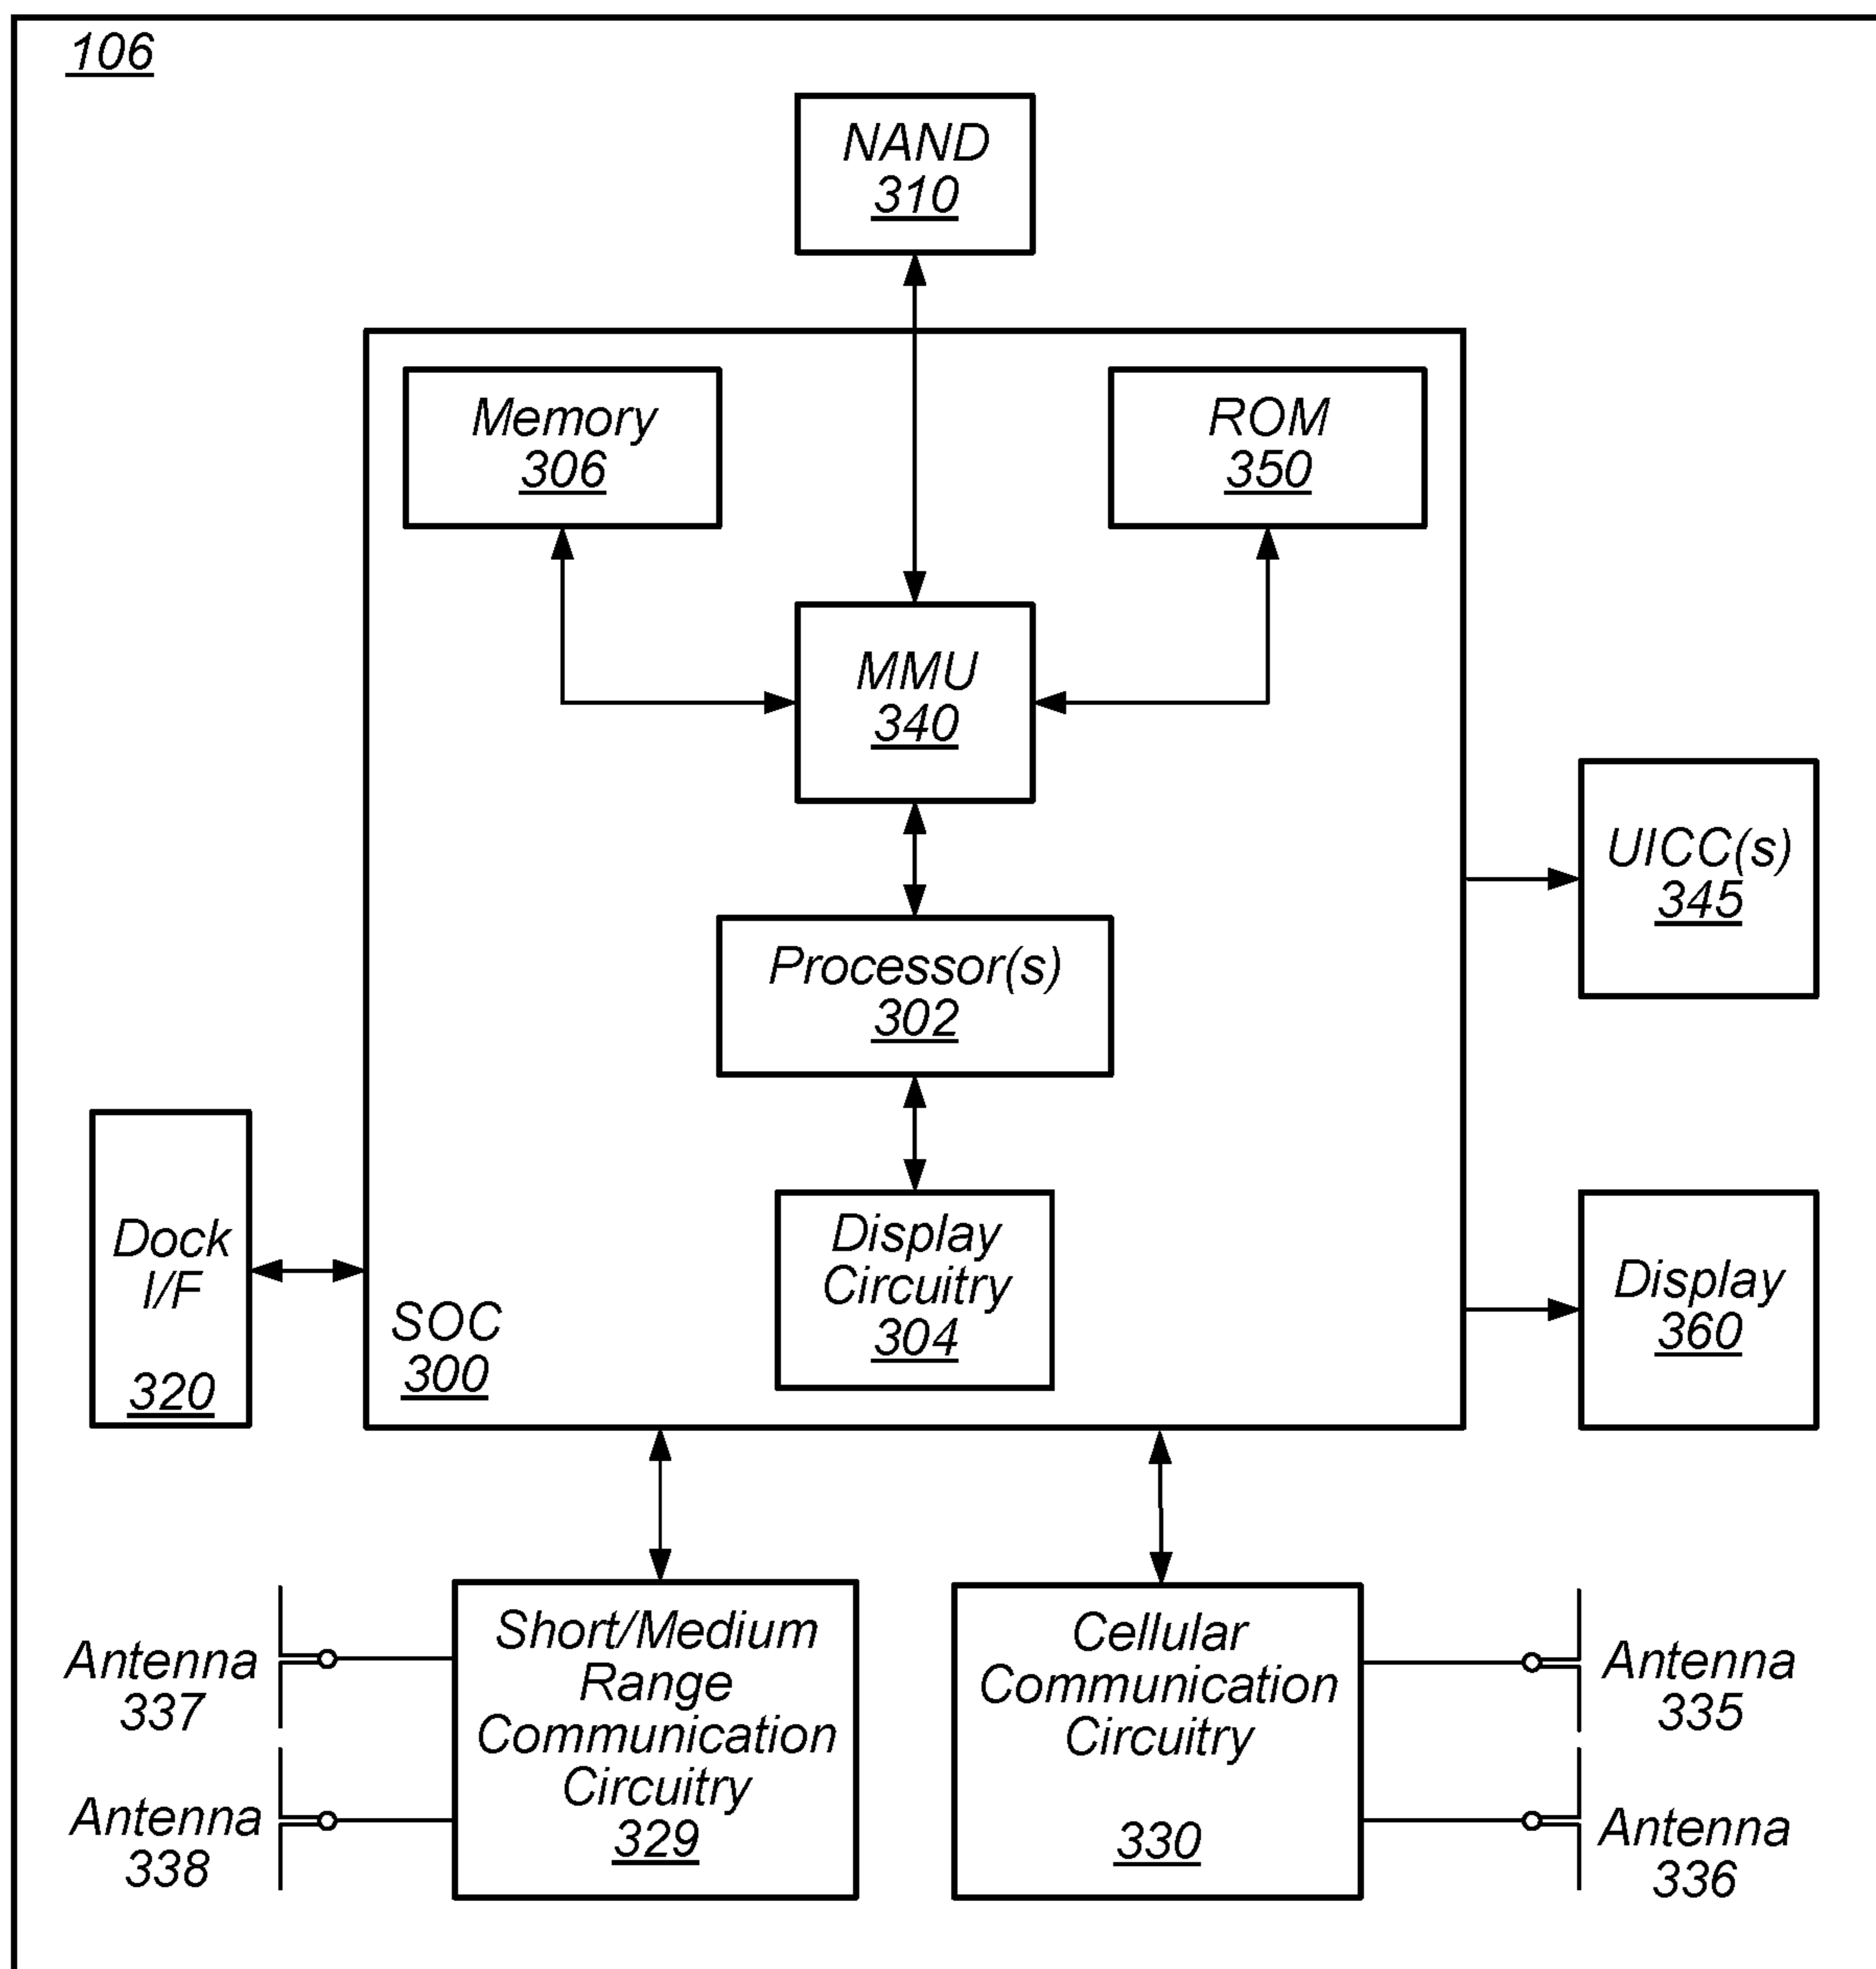 106
NAND
310
Memory
306
ROM
350
MMU
340
UICC(s)
345
Processor(s)
302
Dock
I/F
320
Display
Circuitry
304
SOC
300
Display
360
Short/Medium
Range
Communication
Circuitry
329
Cellular
Communication
Circuitry
330
Antenna
337
Antenna
338
Antenna
335
Antenna
336